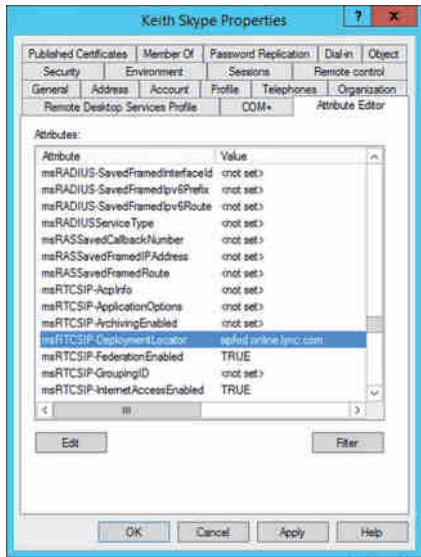 Keith Skype Properties
? x
Published Certificates Member Of Password Replication Dial-in Object
Security Environment Sessions Remote control
General Address Account Profile Telephones Organization
Remote Desktop Services Profile COM+ Attribute Editor
Attributes:
Attribute Value
msRADIUS-SavedFramedInterfaceId <not set>
msRADIUS-SavedFramedIpv6Prefix <not set>
msRADIUS-SavedFramedIpv6Route <not set>
msRADIUSServiceType <not set>
msRASSavedCallbackNumber <not set>
msRASSavedFramedIPAddress <not set>
msRASSavedFramedRoute <not set>
msRTCSIP-AcpInfo <not set>
msRTCSIP-ApplicationOptions <not set>
msRTCSIP-ArchivingEnabled <not set>
msRTCSIP-DeploymentLocator sipfed.online.lync.com
msRTCSIP-FederationEnabled TRUE
msRTCSIP-GroupingID <not set>
msRTCSIP-InternetAccessEnabled TRUE
Edit Filter
OK Cancel Apply Help